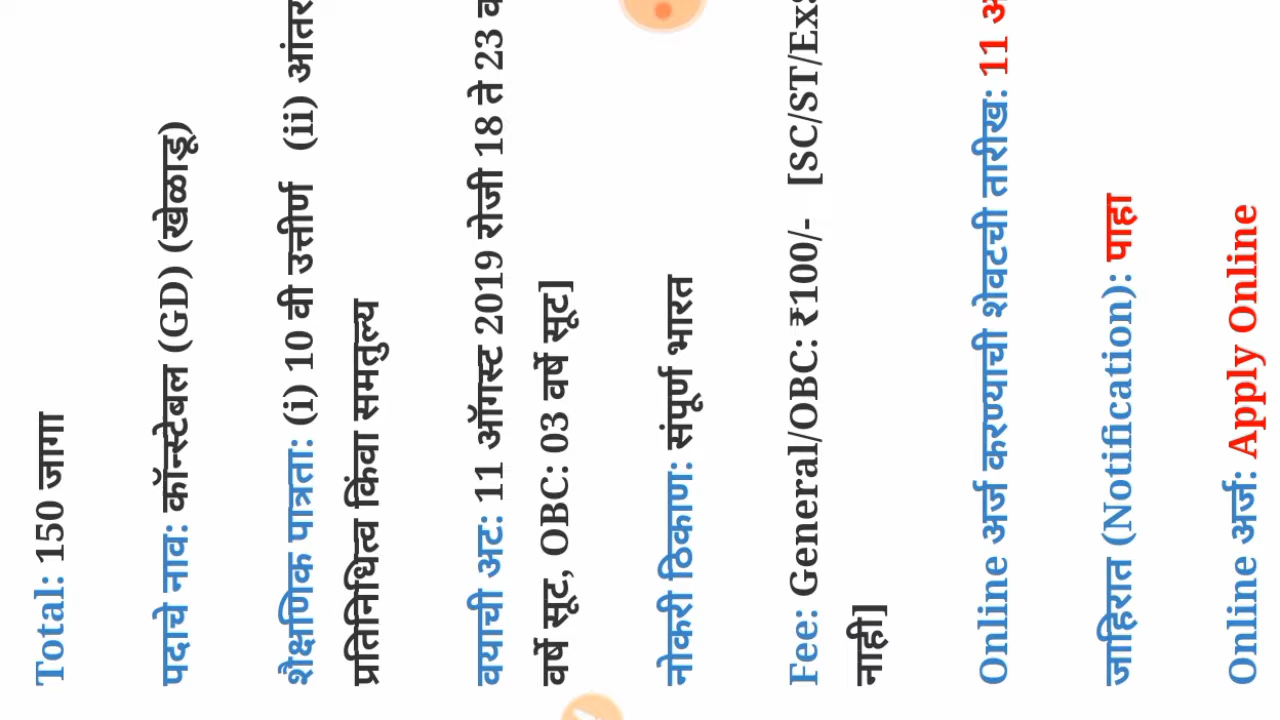 Total: 150 जागा
पदाचे नाव: कॉन्स्टेबल (GD) (खेळाडू)
शैक्षणिक पात्रता: (i) 10 वी उत्तीर्ण (ii) आंतर
प्रतिनिधित्व किंवा समतुल्य
वयाची अट: 11 ऑगस्ट 2019 रोजी 18 ते 23 व
वर्षे सूट, OBC: 03 वर्षे सूट]
नोकरी ठिकाण: संपूर्ण भारत
Fee: General/OBC: ₹100/- [SC/ST/Ex
नाही]
Online अर्ज करण्याची शेवटची तारीख: 11
जाहिरात (Notification): पाहा
Online अर्ज: Apply Online